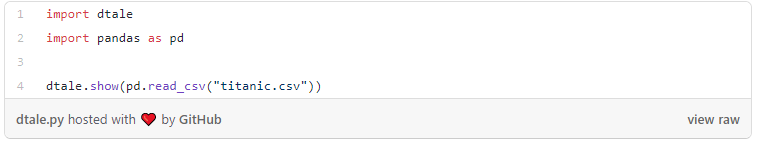 1 import dtale
2 import pandas as pd
3
4 dtale.show(pd.read_csv("titanic.csv"))
dtale.py hosted with ❤ by GitHub view raw